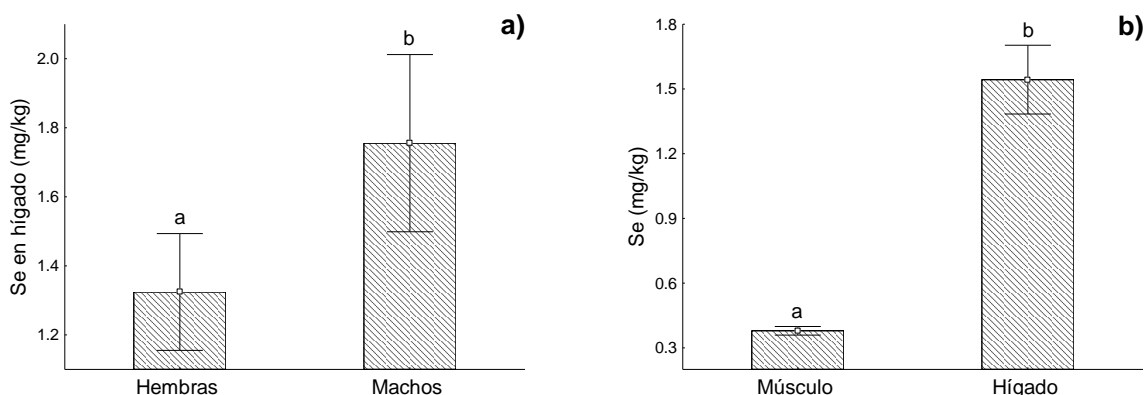 a)
Se en hígado (mg/kg)
2.0
1.8
1.6
1.4
1.2
a
b
Hembras
Machos
b)
Se (mg/kg)
1.8
1.5
1.2
0.9
0.6
0.3
a
b
Músculo
Hígado